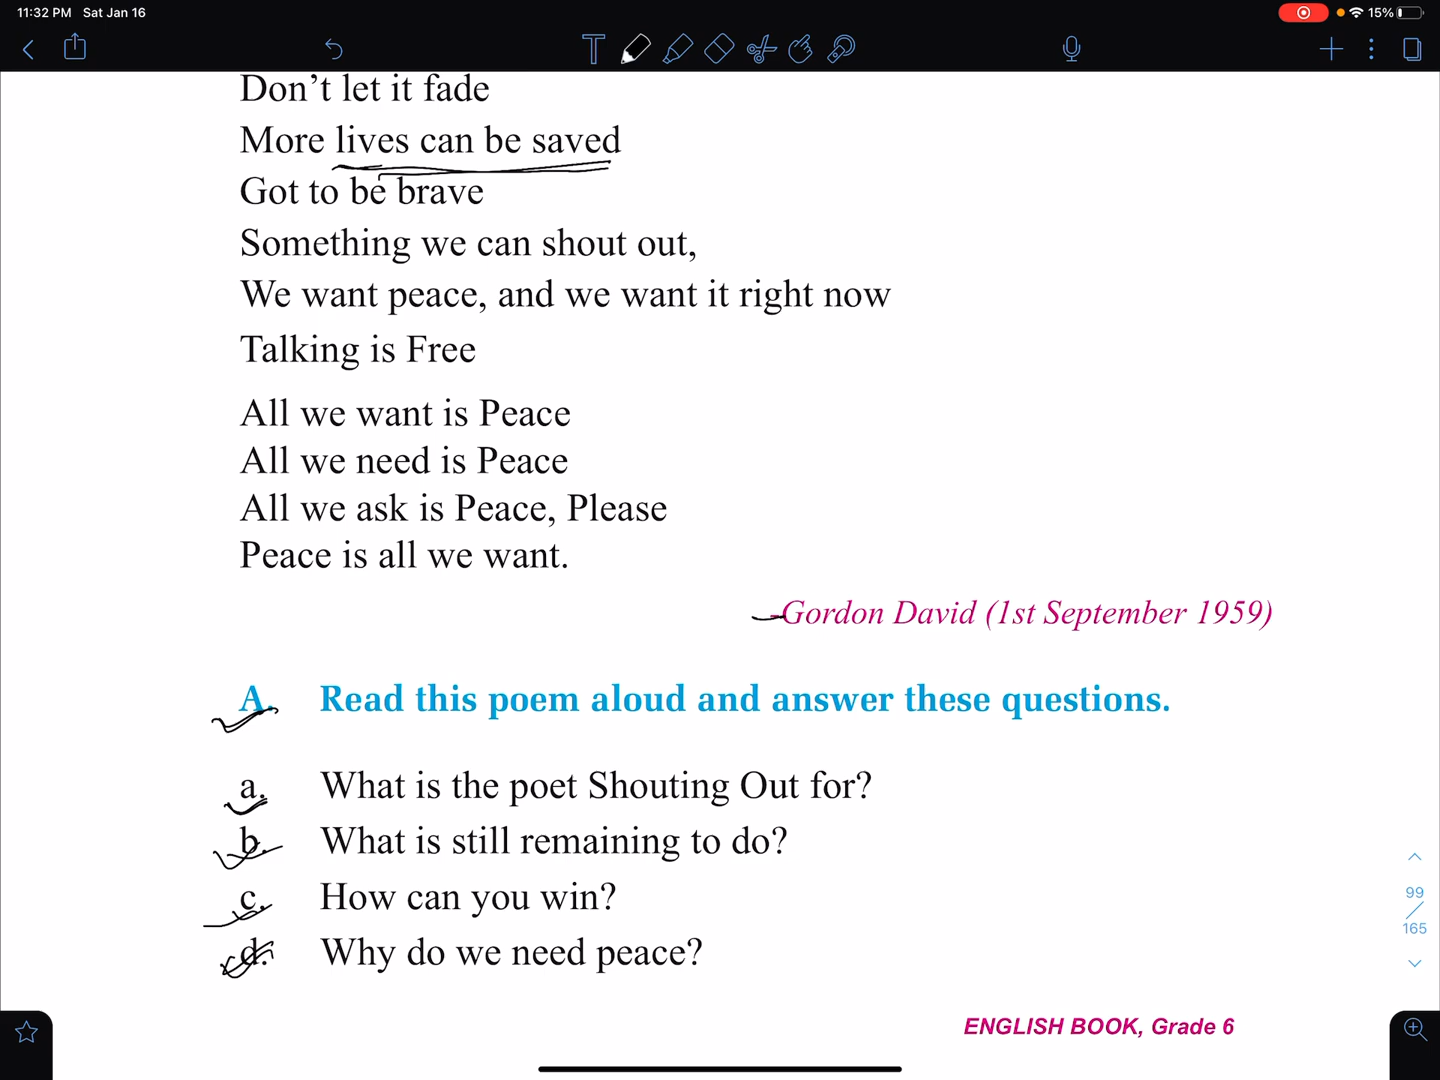 11:32 PM Sat Jan 16
15%
Don't let it fade
More lives can be saved
Got to be brave
Something we can shout out,
We want peace, and we want it right now
Talking is Free
All we want is Peace
All we need is Peace
All we ask is Peace, Please
Peace is all we want.
-Gordon David (1st September 1959)
A. Read this poem aloud and answer these questions.
a. What is the poet Shouting Out for?
b. What is still remaining to do?
c. How can you win?
d. Why do we need peace?
99
165
ENGLISH BOOK, Grade 6